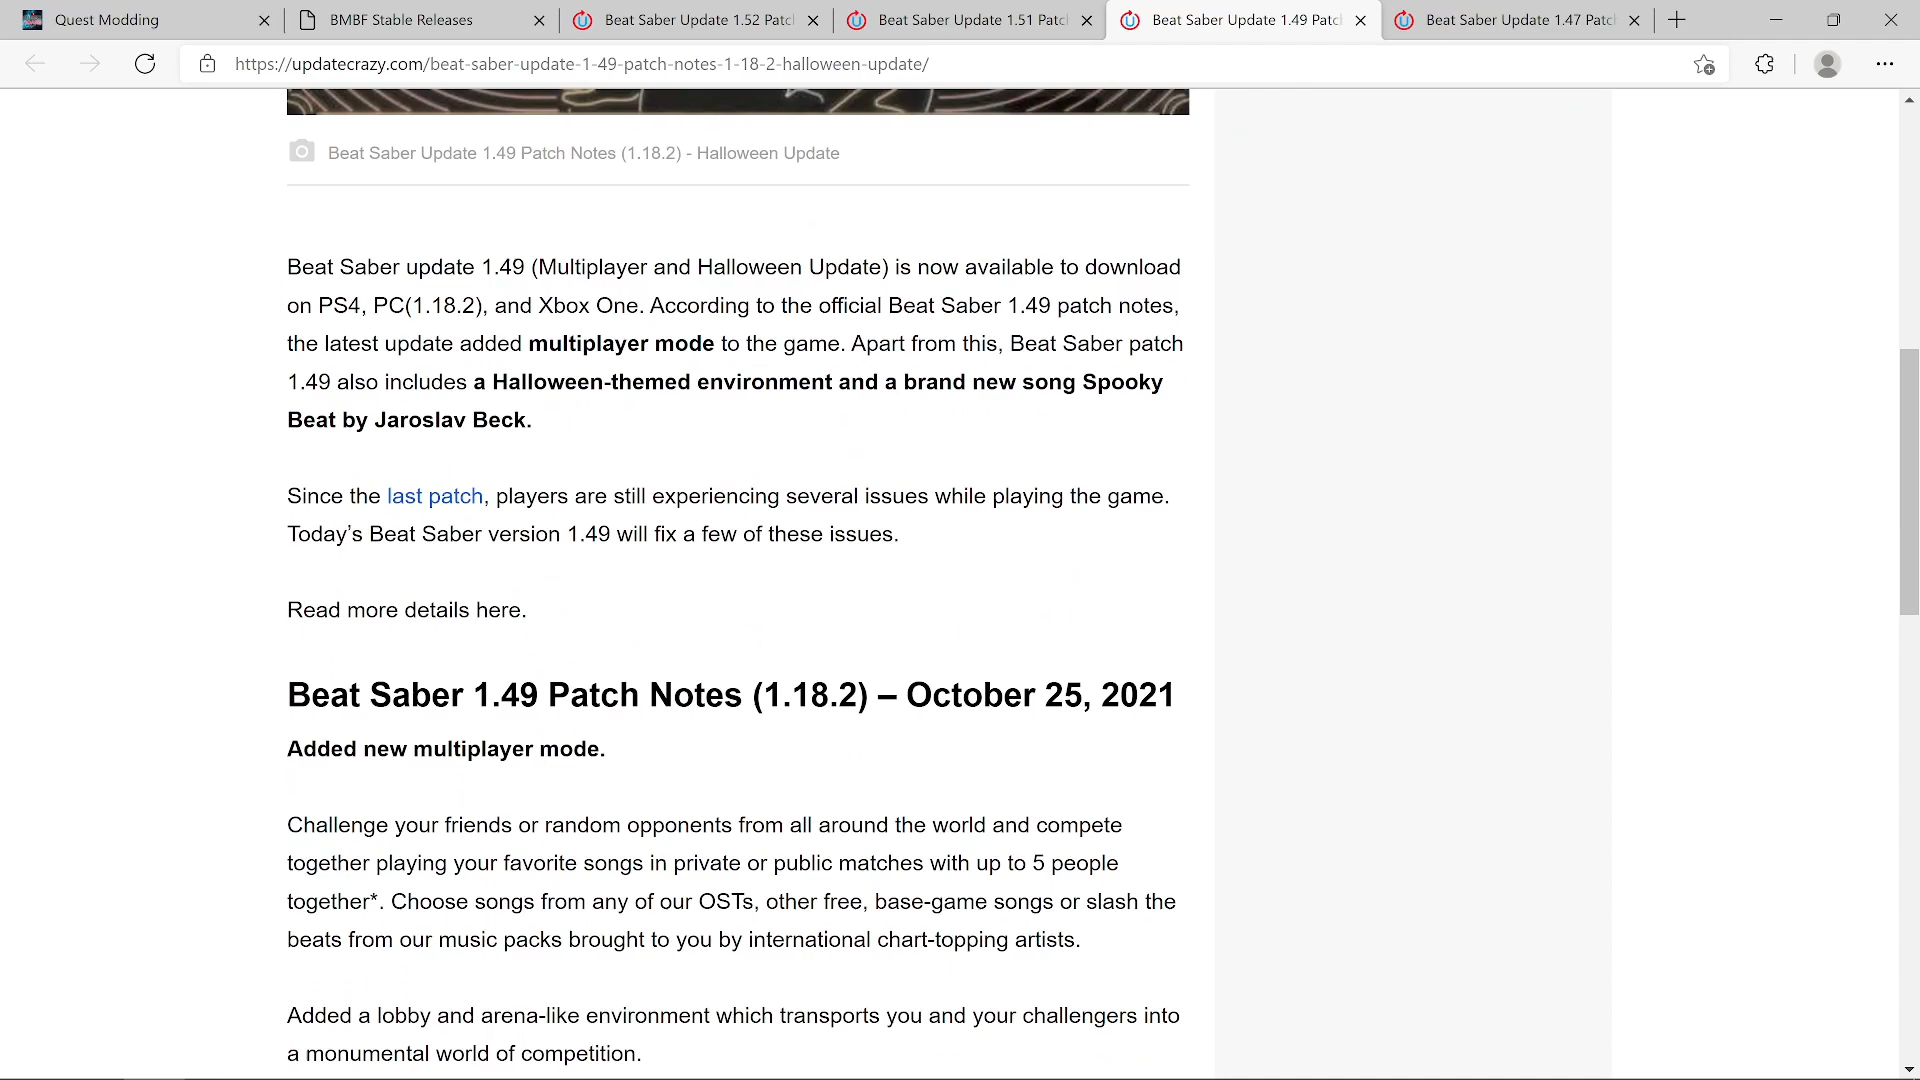 Quest Modding
BMBF Stable Releases
Beat Saber Update 1.52 Patc
Beat Saber Update 1.51 Patc
Beat Saber Update 1.49 Patc
Beat Saber Update 1.47 Patc
https://updatecrazy.com/beat-saber-update-1-49-patch-notes-1-18-2-halloween-update/
Beat Saber Update 1.49 Patch Notes (1.18.2) - Halloween Update
Beat Saber update 1.49 (Multiplayer and Halloween Update) is now available to download
on PS4, PC(1.18.2), and Xbox One. According to the official Beat Saber 1.49 patch notes,
the latest update added multiplayer mode to the game. Apart from this, Beat Saber patch
1.49 also includes a Halloween-themed environment and a brand new song Spooky
Beat by Jaroslav Beck.
Since the last patch, players are still experiencing several issues while playing the game.
Today’s Beat Saber version 1.49 will fix a few of these issues.
Read more details here.
Beat Saber 1.49 Patch Notes (1.18.2) – October 25, 2021
Added new multiplayer mode.
Challenge your friends or random opponents from all around the world and compete
together playing your favorite songs in private or public matches with up to 5 people
together*. Choose songs from any of our OSTs, other free, base-game songs or slash the
beats from our music packs brought to you by international chart-topping artists.
Added a lobby and arena-like environment which transports you and your challengers into
a monumental world of competition.